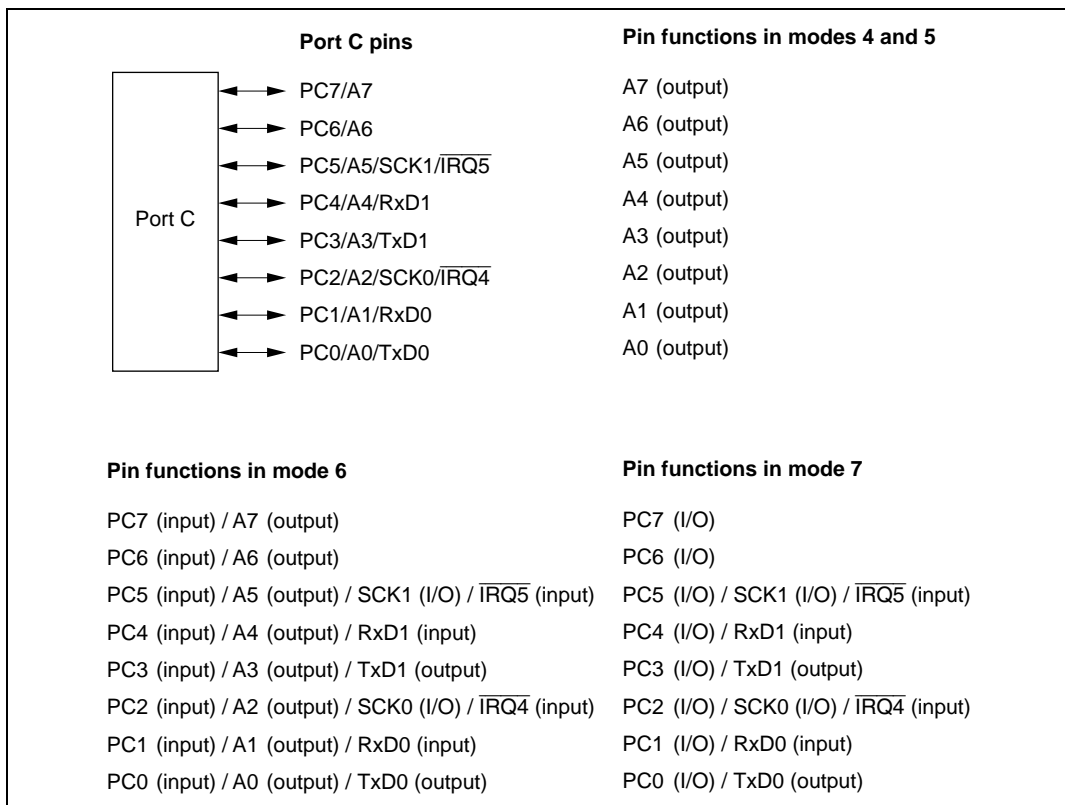 Port C pins Pin functions in modes 4 and 5
PC7/A7 A7 (output)
PC6/A6 A6 (output)
PC5/A5/SCK1/I̅R̅Q̅5̅ A5 (output)
PC4/A4/RxD1 A4 (output)
Port C
PC3/A3/TxD1 A3 (output)
PC2/A2/SCK0/I̅R̅Q̅4̅ A2 (output)
PC1/A1/RxD0 A1 (output)
PC0/A0/TxD0 A0 (output)
Pin functions in mode 6 Pin functions in mode 7
PC7 (input) / A7 (output) PC7 (I/O)
PC6 (input) / A6 (output) PC6 (I/O)
PC5 (input) / A5 (output) / SCK1 (I/O) / I̅R̅Q̅5̅ (input) PC5 (I/O) / SCK1 (I/O) / I̅R̅Q̅5̅ (input)
PC4 (input) / A4 (output) / RxD1 (input) PC4 (I/O) / RxD1 (input)
PC3 (input) / A3 (output) / TxD1 (output) PC3 (I/O) / TxD1 (output)
PC2 (input) / A2 (output) / SCK0 (I/O) / I̅R̅Q̅4̅ (input) PC2 (I/O) / SCK0 (I/O) / I̅R̅Q̅4̅ (input)
PC1 (input) / A1 (output) / RxD0 (input) PC1 (I/O) / RxD0 (input)
PC0 (input) / A0 (output) / TxD0 (output) PC0 (I/O) / TxD0 (output)